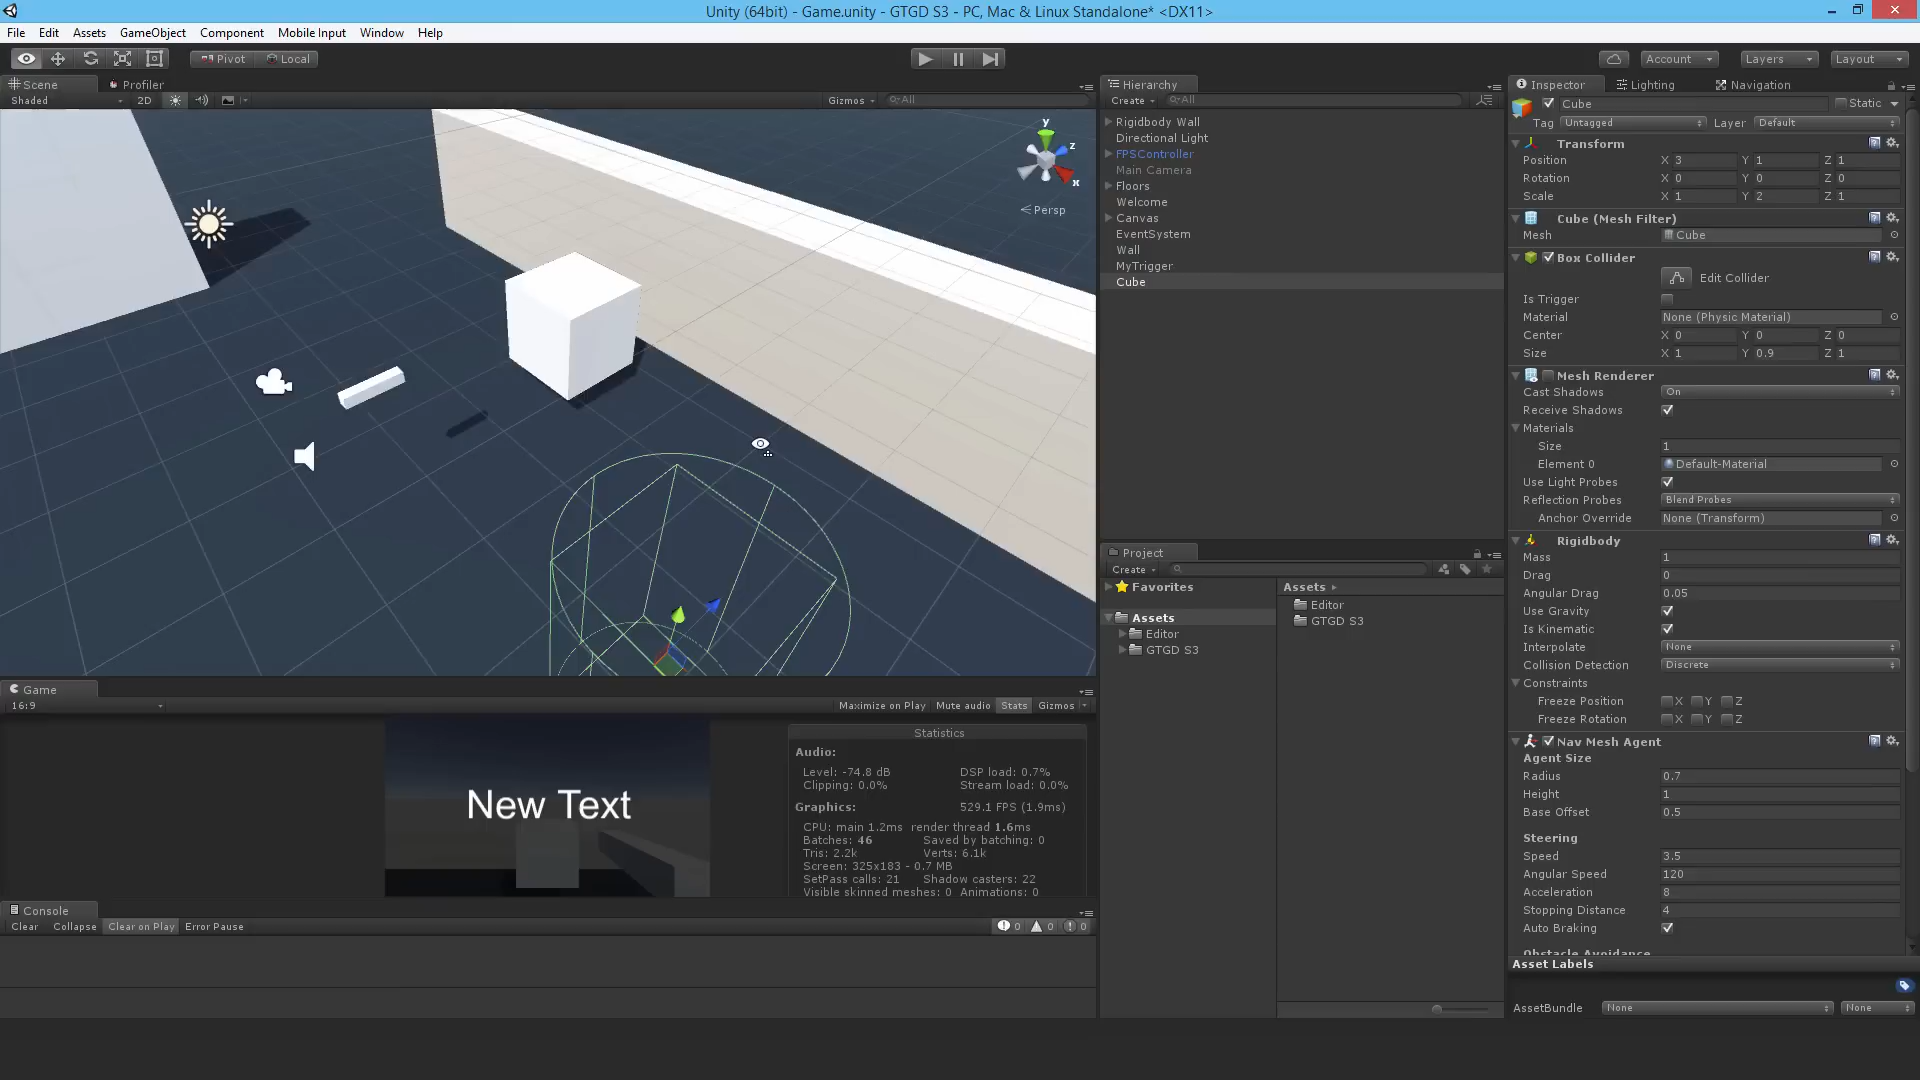 Unity (64bit) - Game.unity - GTGD S3 - PC, Mac & Linux Standalone* <DX11>
File Edit Assets GameObject Component Mobile Input Window Help
Pivot Local Account Layers Layout
Scene Profiler
Shaded 2D Gizmos All
y
z
x
Persp
Hierarchy
Create All
Rigidbody Wall
Directional Light
FPSController
Main Camera
Floors
Welcome
Canvas
EventSystem
Wall
MyTrigger
Cube
Project
Create
Favorites
Assets
Editor
GTGD S3
Assets
Editor
GTGD S3
Inspector Lighting Navigation
Cube Static
Tag Untagged Layer Default
Transform
Position X 3 Y 1 Z 1
Rotation X 0 Y 0 Z 0
Scale X 1 Y 2 Z 1
Cube (Mesh Filter)
Mesh Cube
Box Collider
Edit Collider
Is Trigger
Material None (Physic Material)
Center X 0 Y 0 Z 0
Size X 1 Y 0.9 Z 1
Mesh Renderer
Cast Shadows On
Receive Shadows
Materials
Size 1
Element 0 Default-Material
Use Light Probes
Reflection Probes Blend Probes
Anchor Override None (Transform)
Rigidbody
Mass 1
Drag 0
Angular Drag 0.05
Use Gravity
Is Kinematic
Interpolate None
Collision Detection Discrete
Constraints
Freeze Position X Y Z
Freeze Rotation X Y Z
Nav Mesh Agent
Agent Size
Radius 0.7
Height 1
Base Offset 0.5
Steering
Speed 3.5
Angular Speed 120
Acceleration 8
Stopping Distance 4
Auto Braking
Obstacle Avoidance
Asset Labels
AssetBundle None None
Game
16:9 Maximize on Play Mute audio Stats Gizmos
New Text
Statistics
Audio:
Level: -74.8 dB DSP load: 0.7%
Clipping: 0.0% Stream load: 0.0%
Graphics: 529.1 FPS (1.9ms)
CPU: main 1.2ms render thread 1.6ms
Batches: 46 Saved by batching: 0
Tris: 2.2k Verts: 6.1k
Screen: 325x183 - 0.7 MB
SetPass calls: 21 Shadow casters: 22
Visible skinned meshes: 0 Animations: 0
Console
Clear Collapse Clear on Play Error Pause 0 0 0